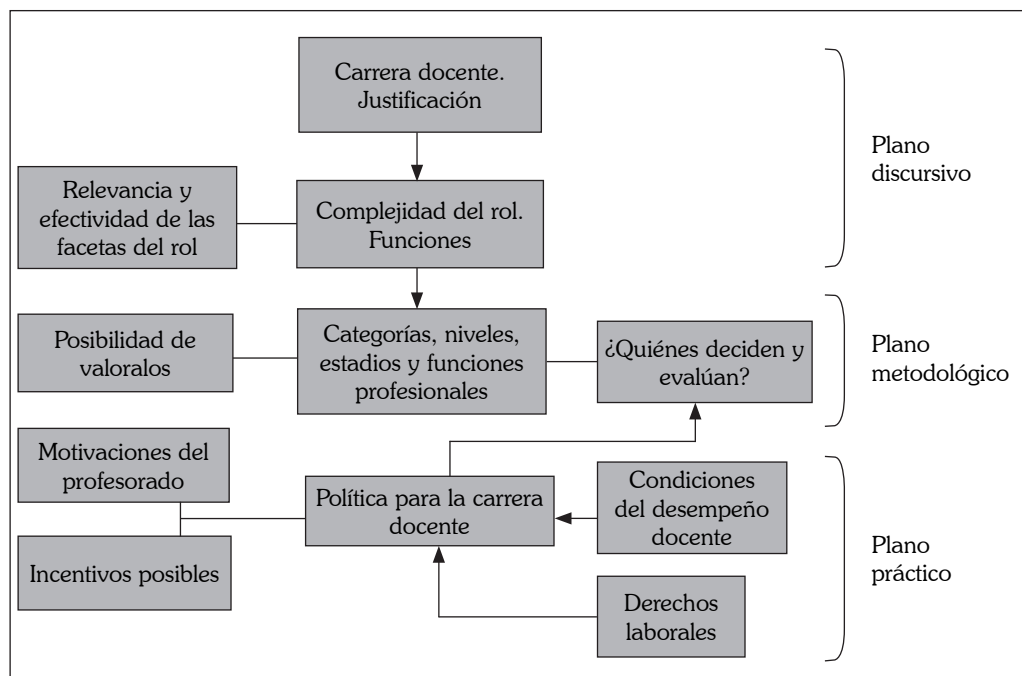 Carrera docente.
Justificación
Plano
discursivo
Relevancia y
efectividad de las
facetas del rol
Complejidad del rol.
Funciones
Posibilidad de
valoralos
Categorías, niveles,
estadios y funciones
profesionales
¿Quiénes deciden y
evalúan?
Plano
metodológico
Motivaciones del
profesorado
Política para la carrera
docente
Condiciones
del desempeño
docente
Incentivos posibles
Derechos
laborales
Plano
práctico